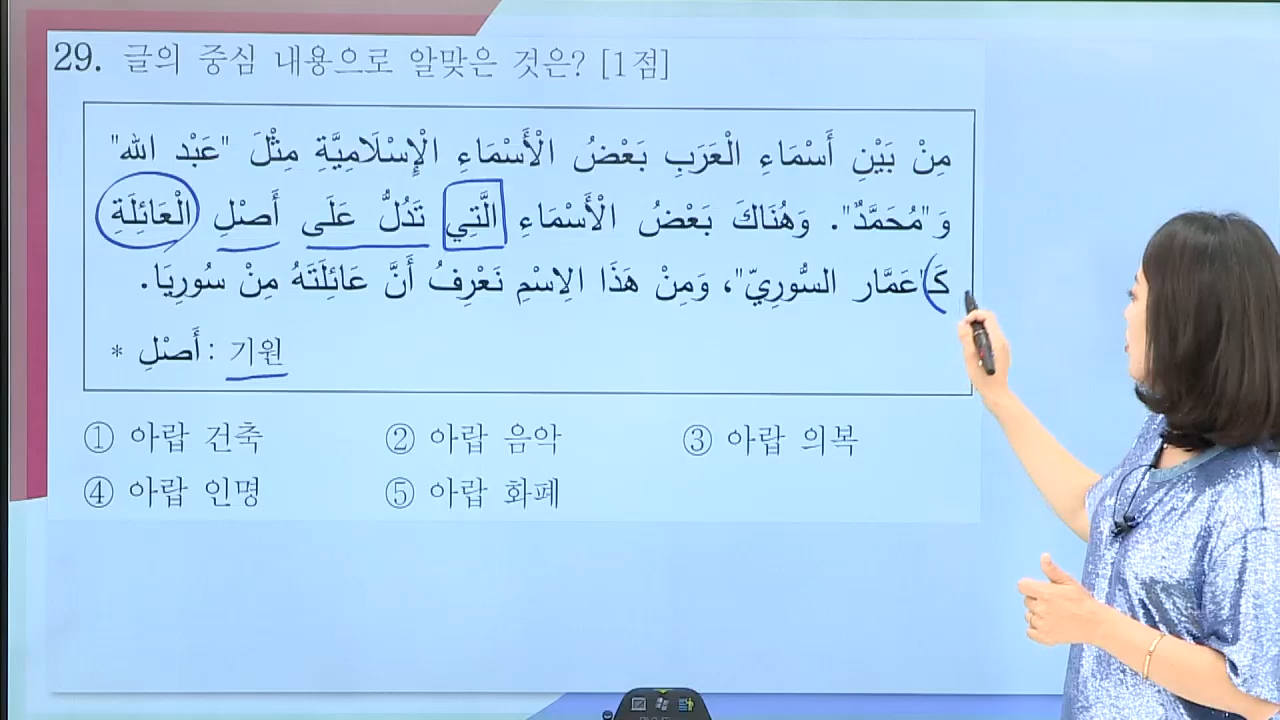 29. 글의 중심 내용으로 알맞은 것은? [1점]
مِنْ بَيْنِ أَسْمَاءِ الْعَرَبِ بَعْضُ الْأَسْمَاءِ الْإِسْلَامِيَّةِ مِثْلَ "عَبْد الله"
وَ"مُحَمَّدٌ". وَهُنَاكَ بَعْضُ الْأَسْمَاءِ الَّتِي تَدُلُّ عَلَى أَصْلِ الْعَائِلَةِ
كَـ"عَمَّار السُّورِيّ"، وَمِنْ هَذَا الِاسْمِ نَعْرِفُ أَنَّ عَائِلَتَهُ مِنْ سُورِيَا.
* أَصْلِ : 기원
① 아랍 건축 ② 아랍 음악 ③ 아랍 의복
④ 아랍 인명 ⑤ 아랍 화폐